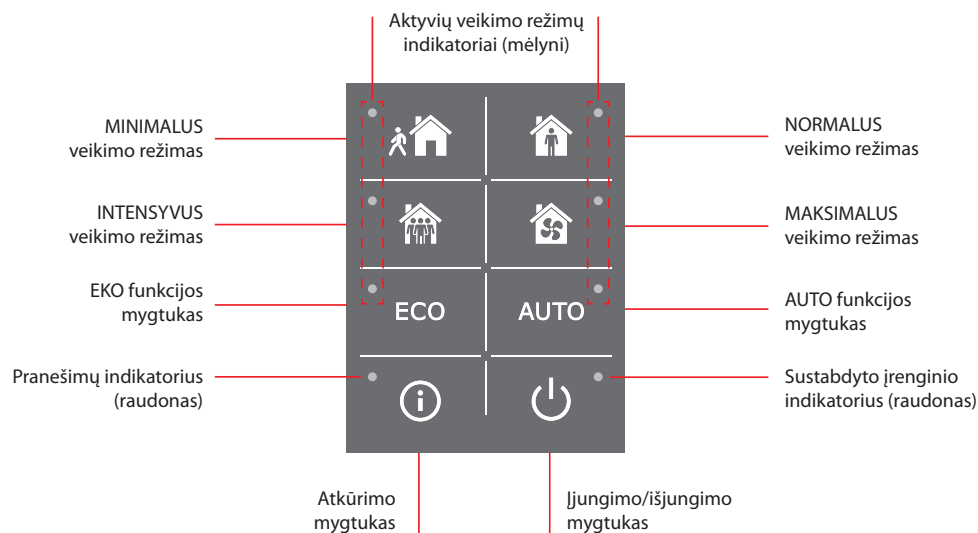 Aktyvių veikimo režimų
indikatoriai (mėlyni)
MINIMALUS
veikimo režimas
NORMALUS
veikimo režimas
INTENSYVUS
veikimo režimas
MAKSIMALUS
veikimo režimas
EKO funkcijos
mygtukas
ECO
AUTO
AUTO funkcijos
mygtukas
Pranešimų indikatorius
(raudonas)
Sustabdyto įrenginio
indikatorius (raudonas)
Atkūrimo
mygtukas
Įjungimo/išjungimo
mygtukas